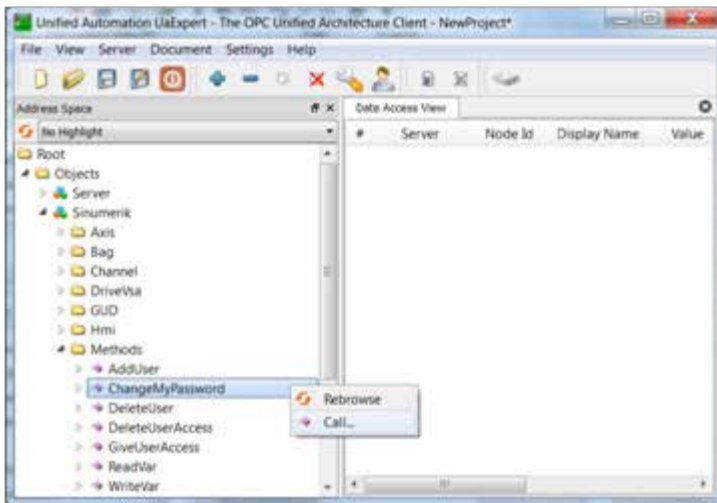 Unified Automation UaExpert - The OPC Unified Architecture Client - NewProject*
File View Server Document Settings Help
Address Space
Data Access View
No Highlight
# Server Node Id Display Name Value
Root
Objects
Server
Sinumerik
Axis
Bag
Channel
DriveVsa
GUD
Hmi
Methods
AddUser
ChangeMyPassword
Rebrowse
DeleteUser
Call...
DeleteUserAccess
GiveUserAccess
ReadVar
WriteVar